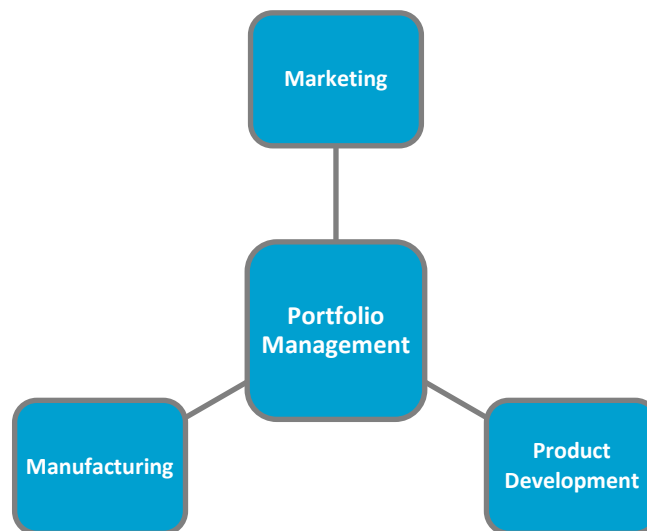 Marketing
Portfolio
Management
Manufacturing
Product
Development